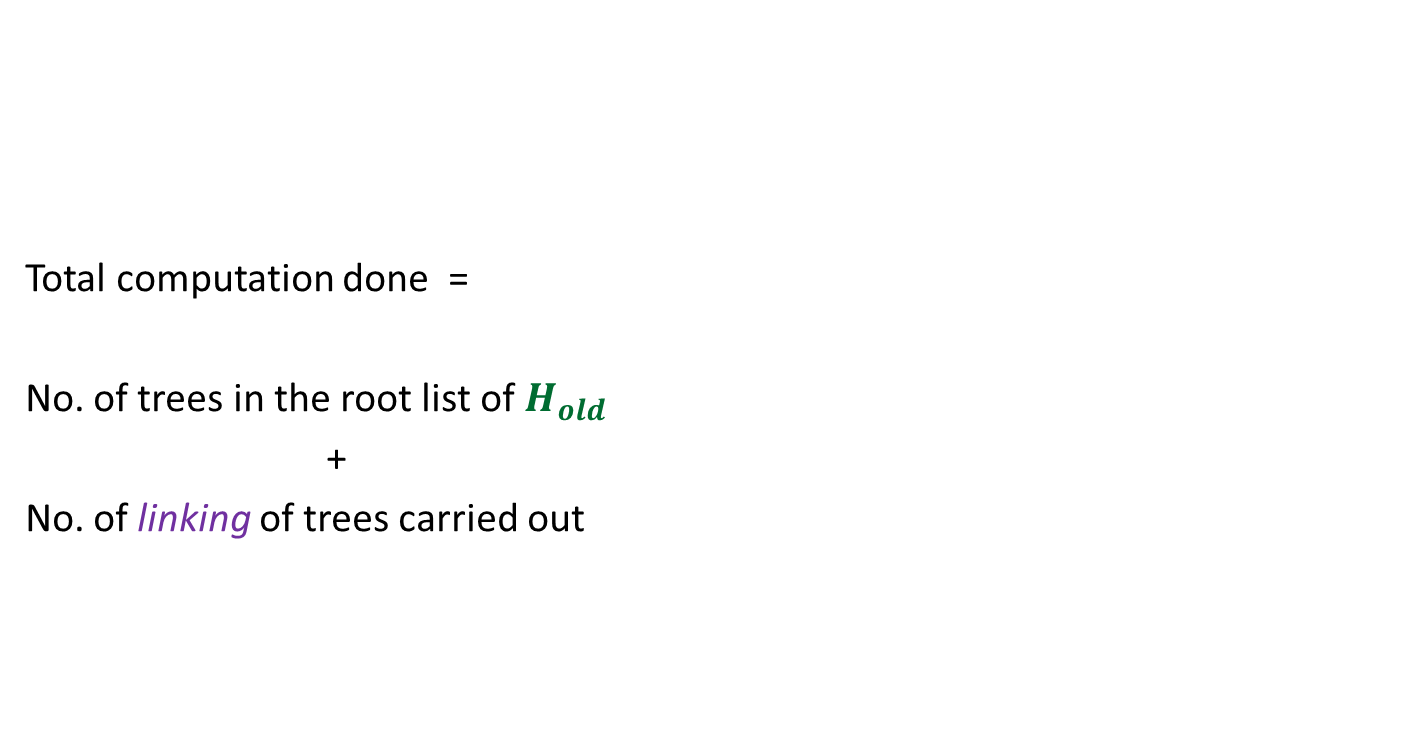 Total computation done =
No. of trees in the root list of H_old
+
No. of linking of trees carried out